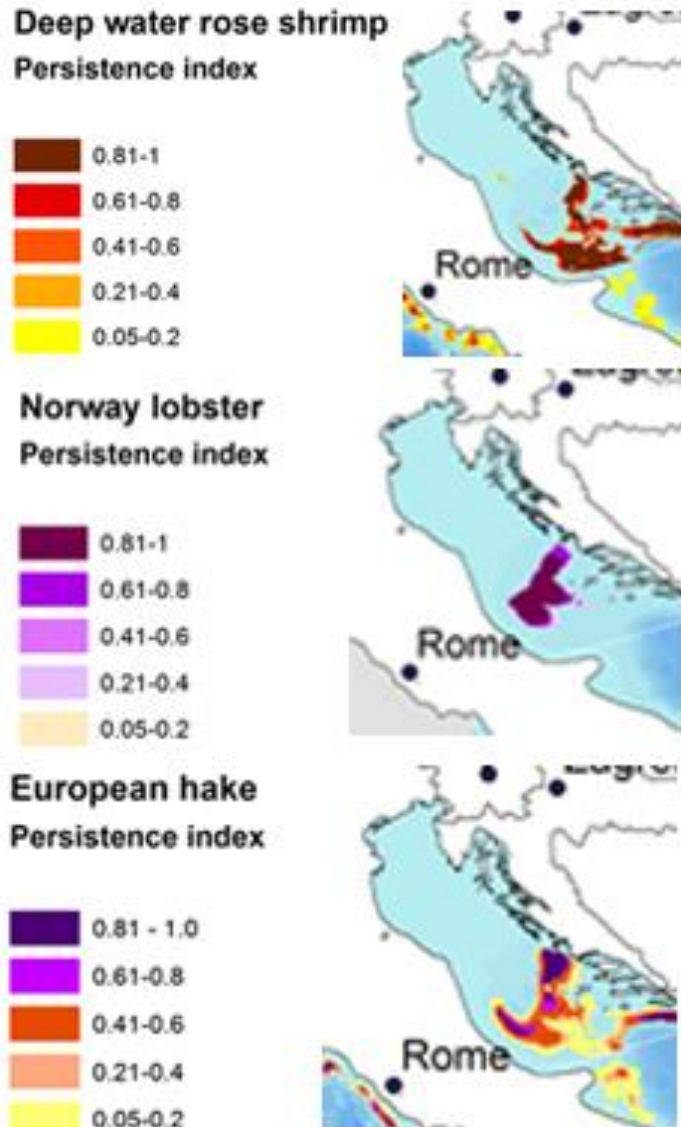 Deep water rose shrimp
Persistence index
0.81-1
0.61-0.8
0.41-0.6
0.21-0.4
0.05-0.2
Rome
Norway lobster
Persistence index
0.81-1
0.61-0.8
0.41-0.6
0.21-0.4
0.05-0.2
Rome
European hake
Persistence index
0.81 - 1.0
0.61-0.8
0.41-0.6
0.21-0.4
0.05-0.2
Rome